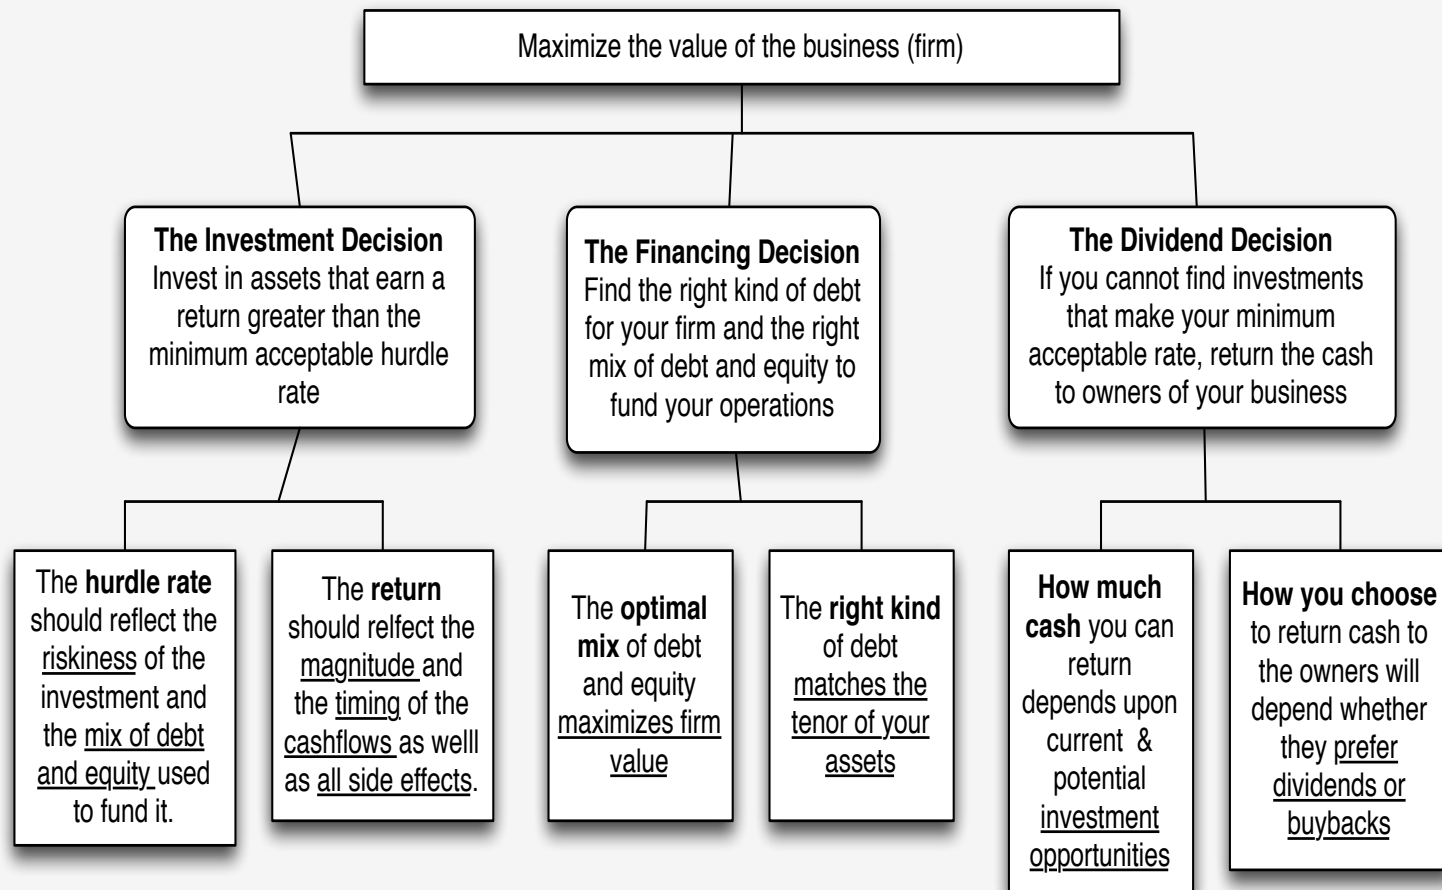 Maximize the value of the business (firm)
The Investment Decision
Invest in assets that earn a
return greater than the
minimum acceptable hurdle
rate
The Financing Decision
Find the right kind of debt
for your firm and the right
mix of debt and equity to
fund your operations
The Dividend Decision
If you cannot find investments
that make your minimum
acceptable rate, return the cash
to owners of your business
The hurdle rate
should reflect the
riskiness of the
investment and
the mix of debt
and equity used
to fund it.
The return
should relfect the
magnitude and
the timing of the
cashflows as welll
as all side effects.
The optimal
mix of debt
and equity
maximizes firm
value
The right kind
of debt
matches the
tenor of your
assets
How much
cash you can
return
depends upon
current &
potential
investment
opportunities
How you choose
to return cash to
the owners will
depend whether
they prefer
dividends or
buybacks